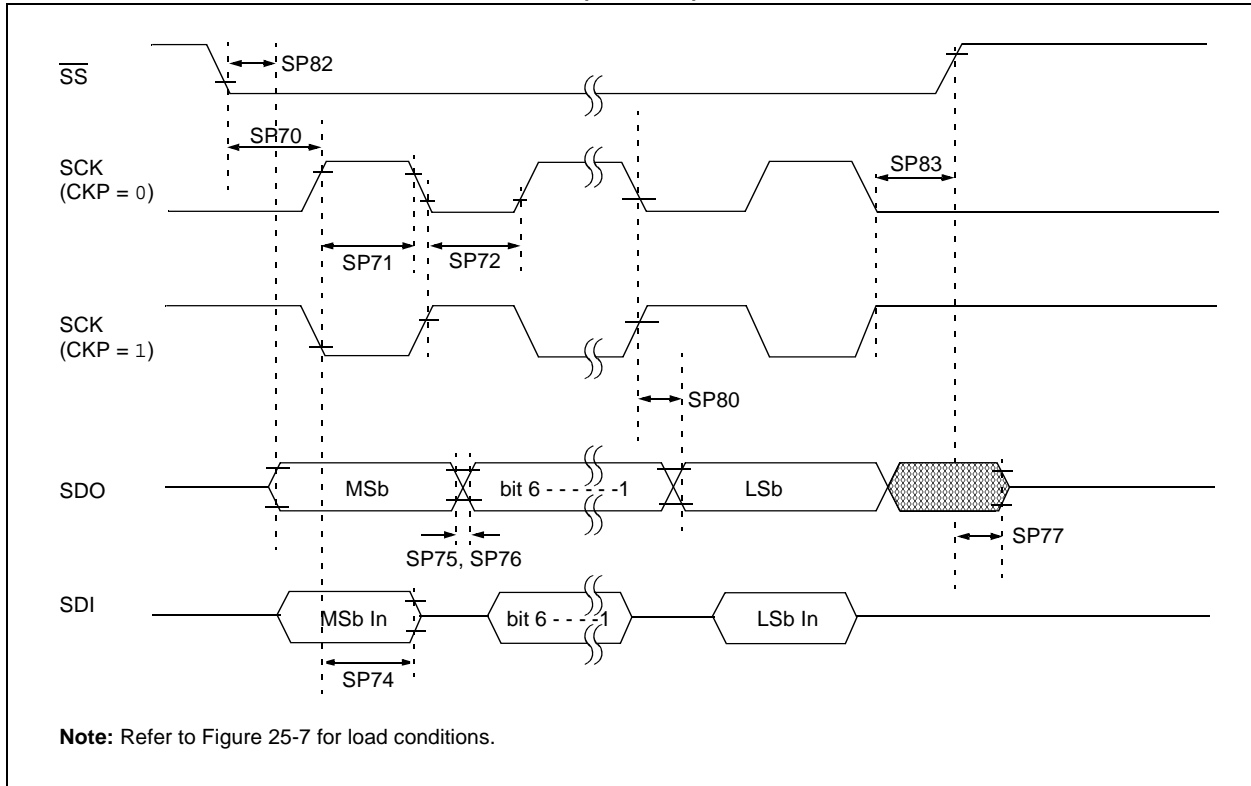 SS
SP82
SP70
SCK
(CKP = 0)
SP83
SP71
SP72
SCK
(CKP = 1)
SP80
SDO
MSb
bit 6 - - - - - -1
LSb
SP77
SP75, SP76
SDI
MSb In
bit 6 - - - -1
LSb In
SP74
Note: Refer to Figure 25-7 for load conditions.